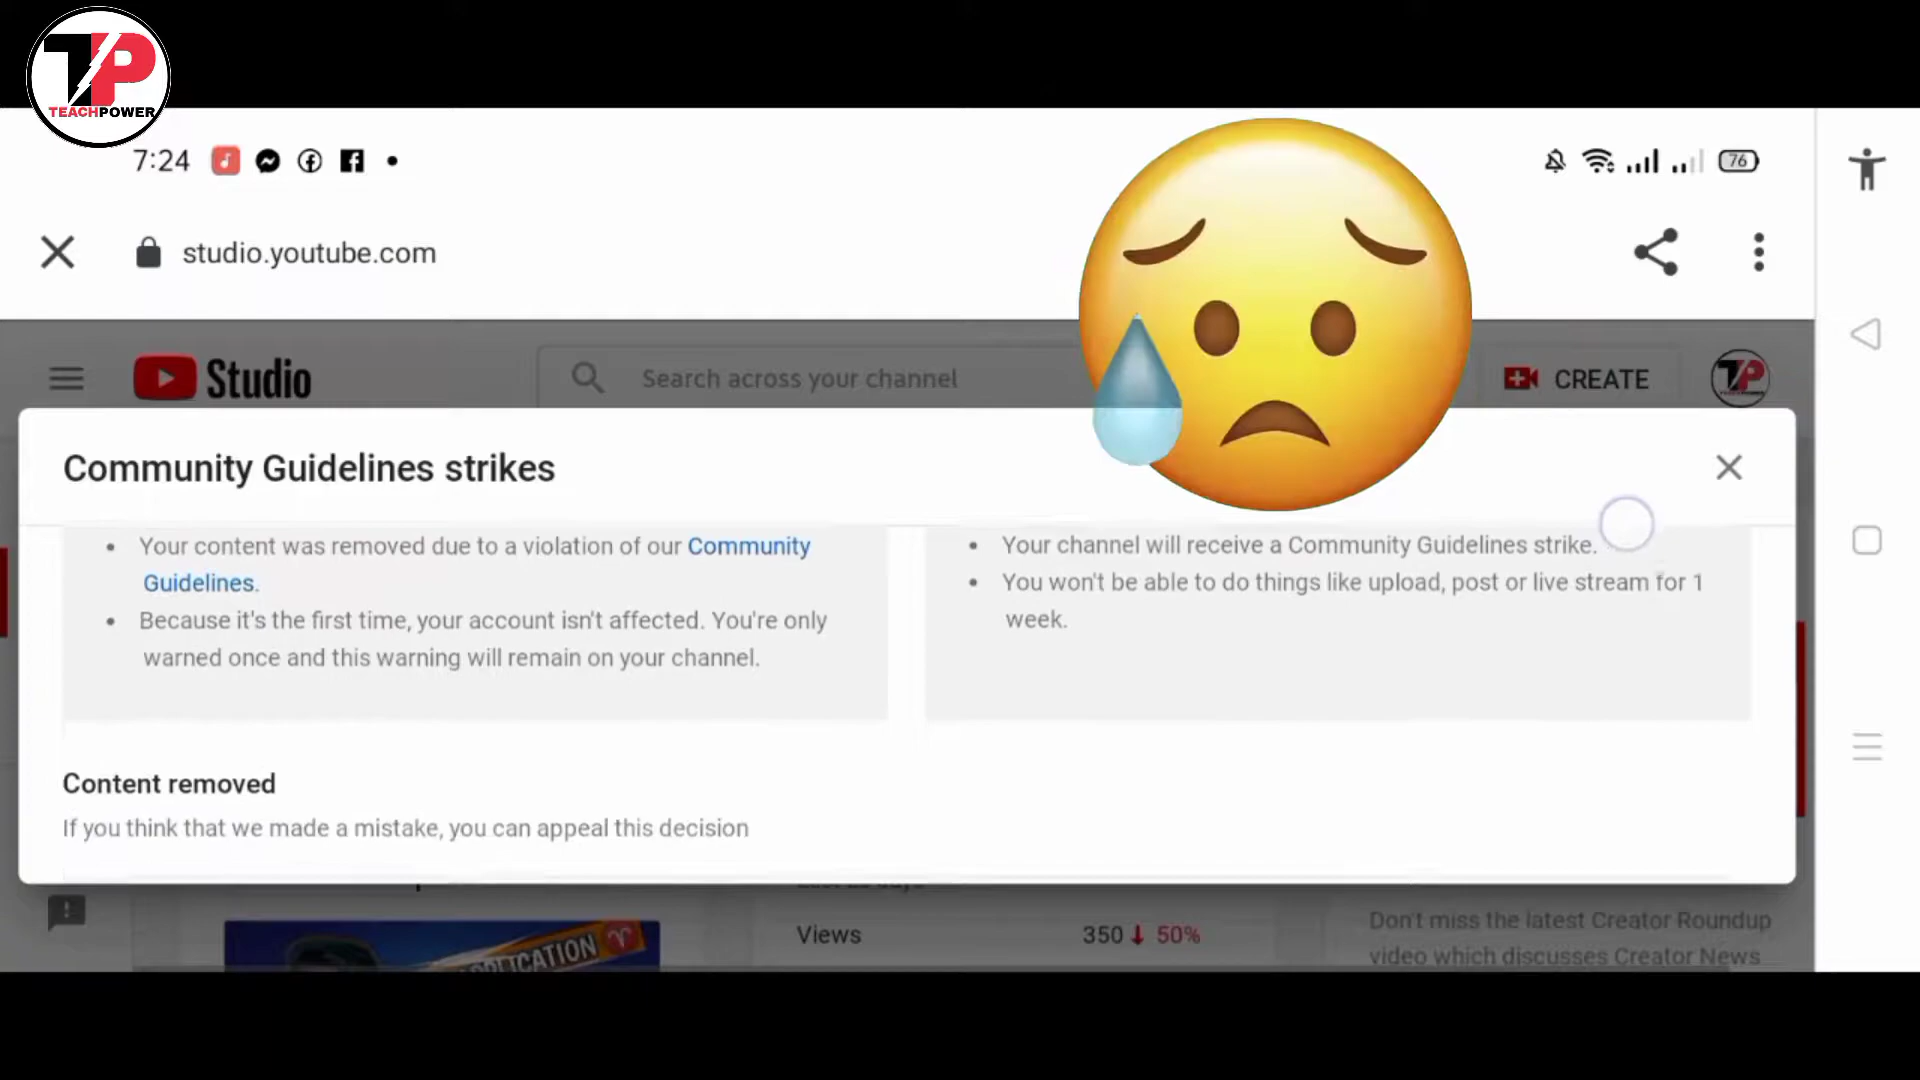 TP
TEACHPOWER
7:24
76
studio.youtube.com
Studio
Search across your channel
CREATE
TP
Community Guidelines strikes
• Your content was removed due to a violation of our Community
Guidelines.
• Because it's the first time, your account isn't affected. You're only
warned once and this warning will remain on your channel.
• Your channel will receive a Community Guidelines strike.
• You won't be able to do things like upload, post or live stream for 1
week.
Content removed
If you think that we made a mistake, you can appeal this decision
APPLICATION
Views 350 50%
Don't miss the latest Creator Roundup
video which discusses Creator News